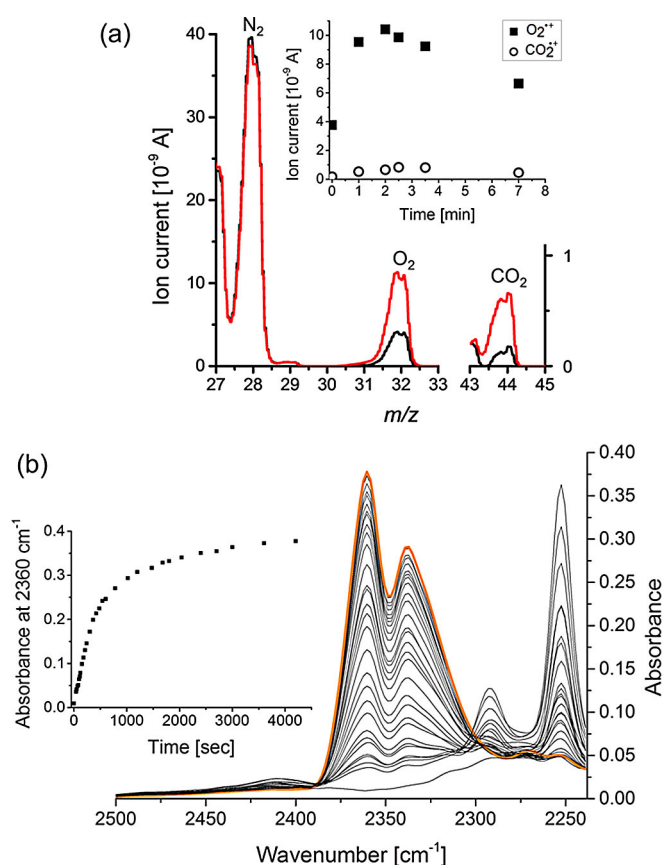 (a)
N₂
O₂
CO₂
Ion current [10⁻⁹ A]
40
30
20
10
0
27 28 29 30 31 32 33
43 44 45
1
0
m/z
Ion current [10⁻⁹ A]
10
8
6
4
2
0
0 1 2 3 4 5 6 7 8
Time [min]
O₂•⁺
CO₂•⁺
(b)
Absorbance at 2360 cm⁻¹
0.4
0.3
0.2
0.1
0.0
0 1000 2000 3000 4000
Time [sec]
0.40
0.35
0.30
0.25
0.20
0.15
0.10
0.05
0.00
Absorbance
2500 2450 2400 2350 2300 2250
Wavenumber [cm⁻¹]